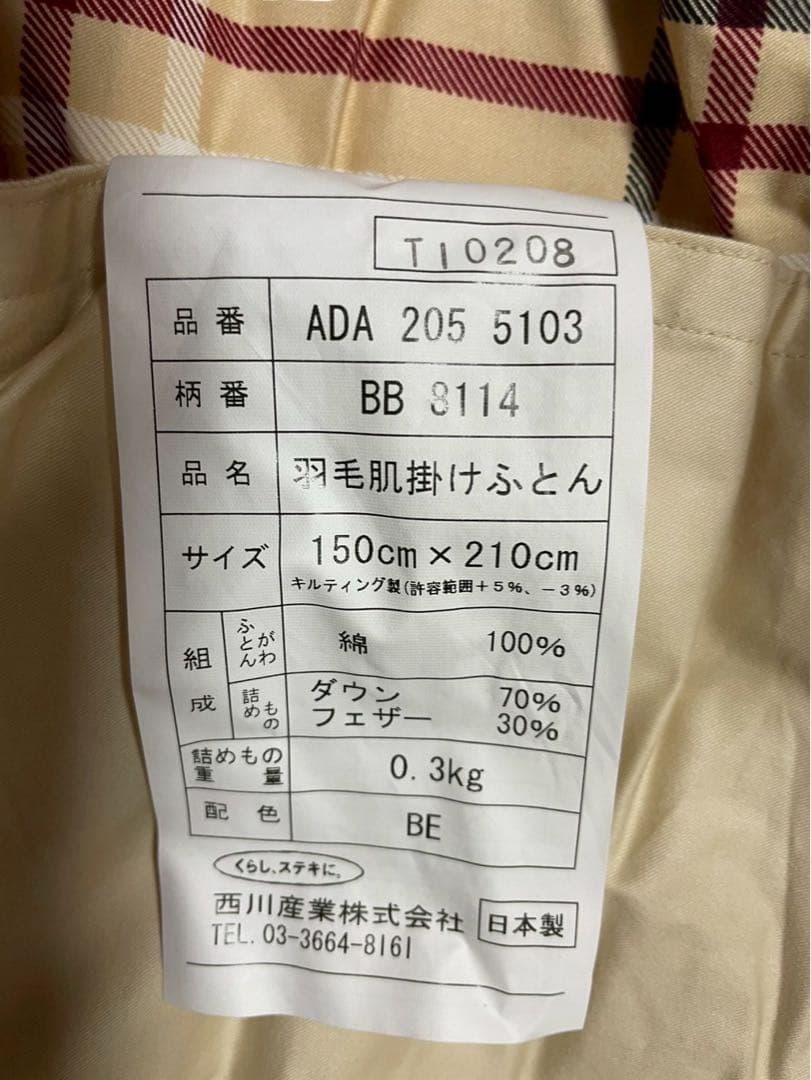 T10208
品番 ADA 205 5103
柄番 BB 8114
品名 羽毛肌掛けふとん
サイズ 150cm×210cm
キルティング製(許容範囲+5%、-3%)
組成 ふとんがわ 綿 100%
詰めもの ダウン 70%
フェザー 30%
詰めもの重量 0.3kg
配色 BE
くらし、ステキに。
西川産業株式会社 日本製
TEL. 03-3664-8161